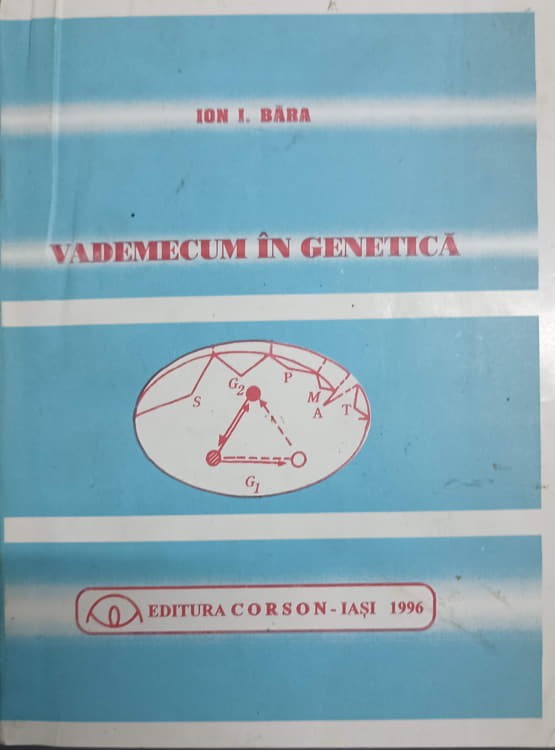 ION I. BĂRA
VADEMECUM ÎN GENETICĂ
S
G2
P
M
A
T
G1
EDITURA CORSON - IAȘI 1996